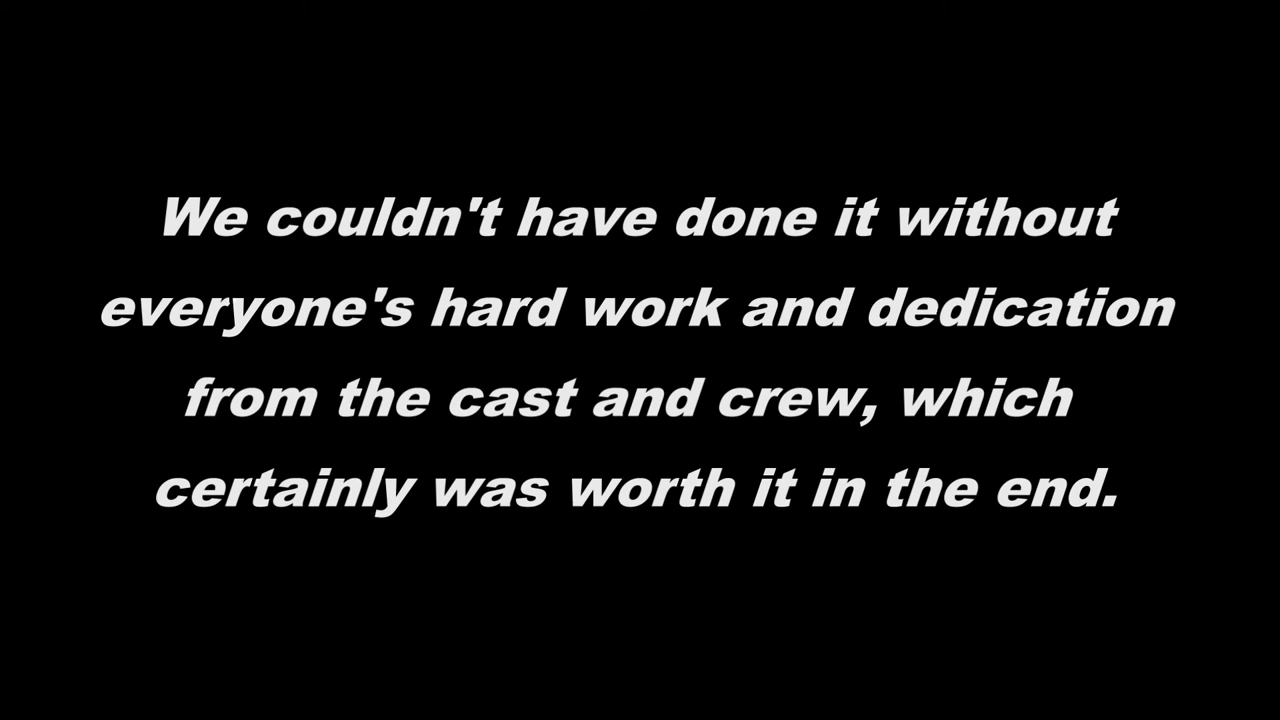 We couldn't have done it without
everyone's hard work and dedication
from the cast and crew, which
certainly was worth it in the end.